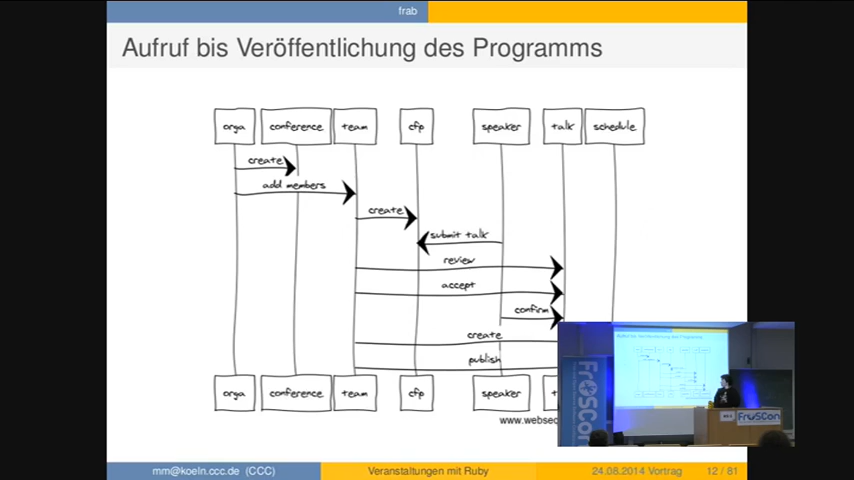 frab
Aufruf bis Veröffentlichung des Programms
orga conference team cfp speaker talk schedule
create
add members
create
submit talk
review
accept
confirm
create
publish
orga conference team cfp speaker
www.websec
FrOSCon
FrOSCon
mm@koeln.ccc.de (CCC) Veranstaltungen mit Ruby 24.08.2014 Vortrag 12 / 81